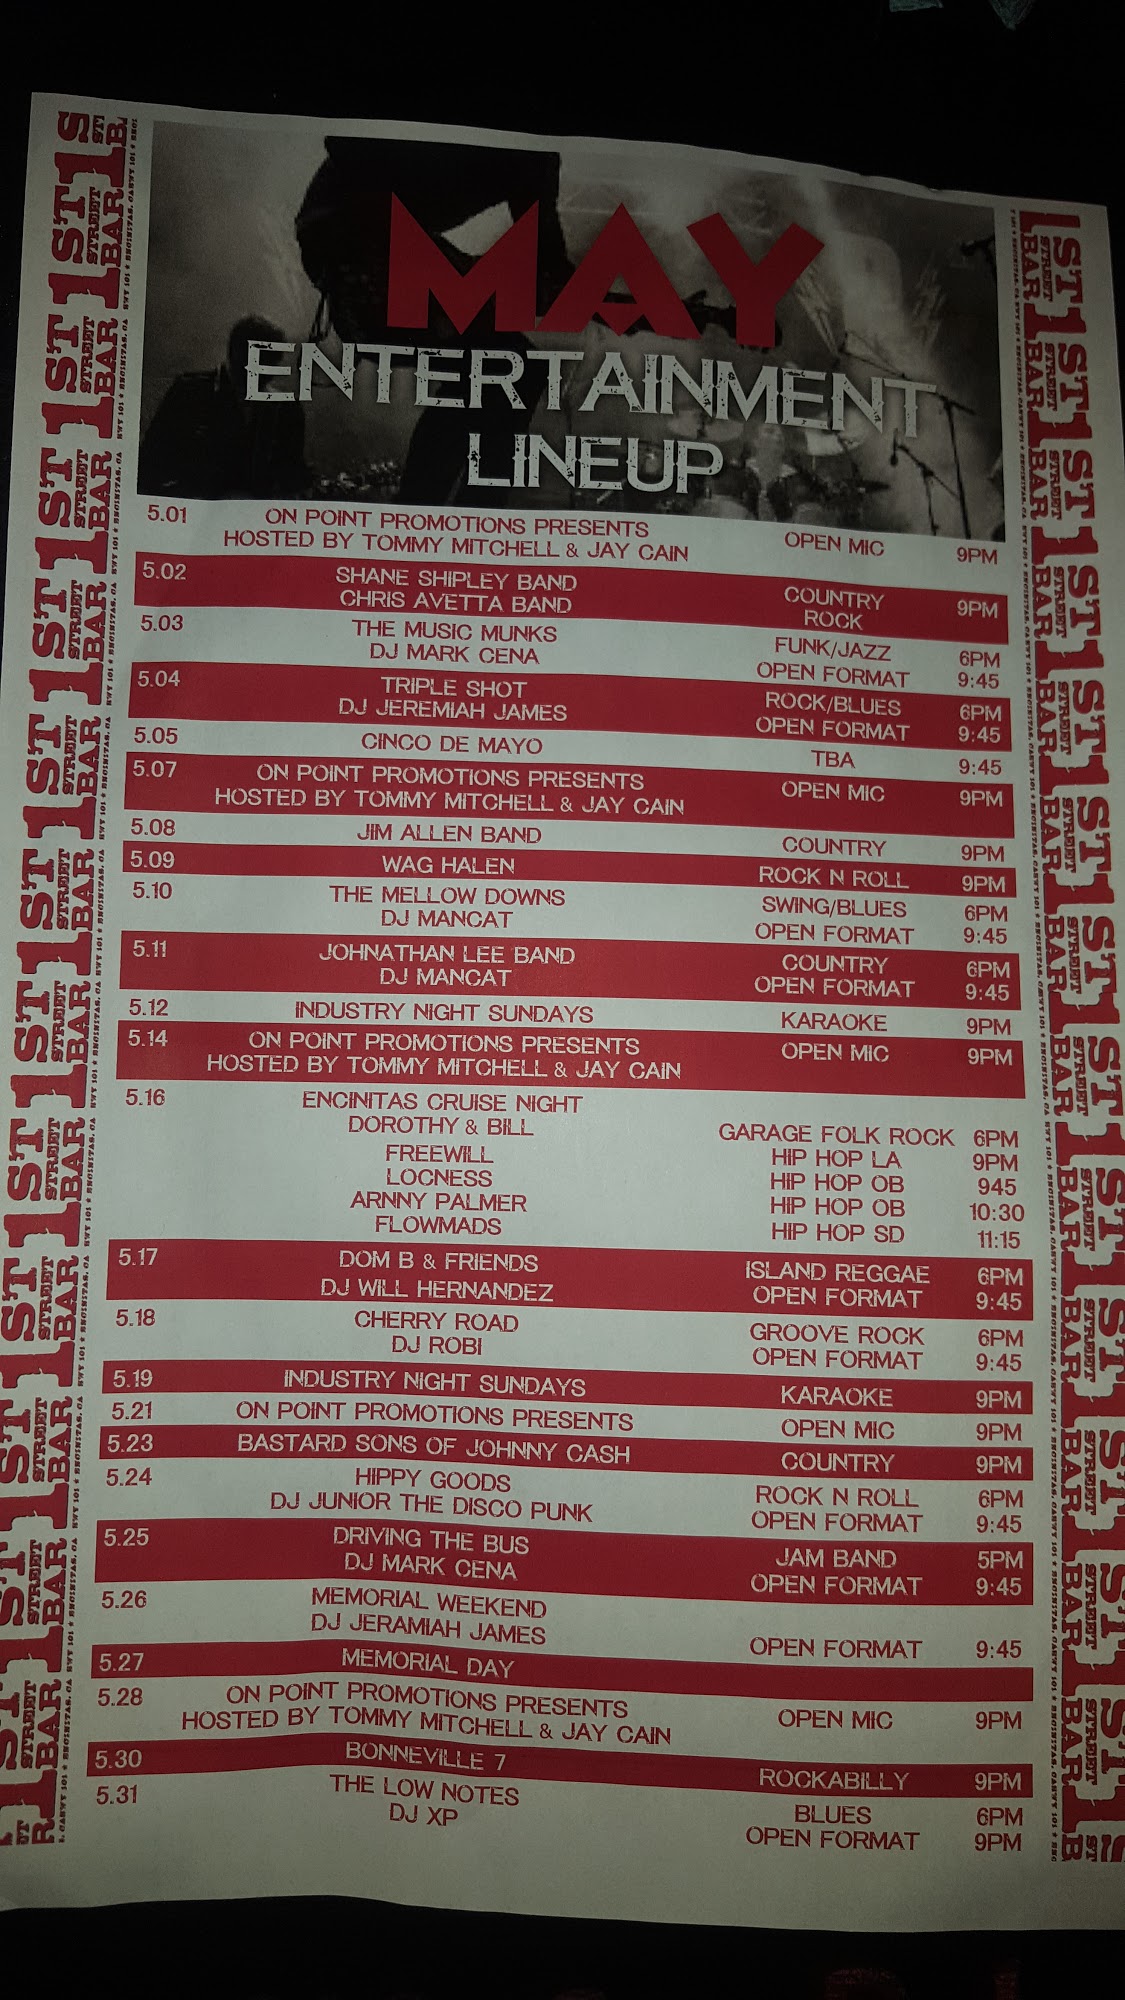 MAY
ENTERTAINMENT
LINEUP
5.01 ON POINT PROMOTIONS PRESENTS OPEN MIC 9PM
HOSTED BY TOMMY MITCHELL & JAY CAIN
5.02 SHANE SHIPLEY BAND COUNTRY 9PM
CHRIS AVETTA BAND ROCK
5.03 THE MUSIC MUNKS FUNK/JAZZ 6PM
DJ MARK CENA OPEN FORMAT 9:45
5.04 TRIPLE SHOT ROCK/BLUES 6PM
DJ JEREMIAH JAMES OPEN FORMAT 9:45
5.05 CINCO DE MAYO TBA 9:45
5.07 ON POINT PROMOTIONS PRESENTS OPEN MIC 9PM
HOSTED BY TOMMY MITCHELL & JAY CAIN
5.08 JIM ALLEN BAND COUNTRY 9PM
5.09 WAG HALEN ROCK N ROLL 9PM
5.10 THE MELLOW DOWNS SWING/BLUES 6PM
DJ MANCAT OPEN FORMAT 9:45
5.11 JOHNATHAN LEE BAND COUNTRY 6PM
DJ MANCAT OPEN FORMAT 9:45
5.12 INDUSTRY NIGHT SUNDAYS KARAOKE 9PM
5.14 ON POINT PROMOTIONS PRESENTS OPEN MIC 9PM
HOSTED BY TOMMY MITCHELL & JAY CAIN
5.16 ENCINITAS CRUISE NIGHT
DOROTHY & BILL GARAGE FOLK ROCK 6PM
FREEWILL HIP HOP LA 9PM
LOCNESS HIP HOP OB 945
ARNNY PALMER HIP HOP OB 10:30
FLOWMADS HIP HOP SD 11:15
5.17 DOM B & FRIENDS ISLAND REGGAE 6PM
DJ WILL HERNANDEZ OPEN FORMAT 9:45
5.18 CHERRY ROAD GROOVE ROCK 6PM
DJ ROBI OPEN FORMAT 9:45
5.19 INDUSTRY NIGHT SUNDAYS KARAOKE 9PM
5.21 ON POINT PROMOTIONS PRESENTS OPEN MIC 9PM
5.23 BASTARD SONS OF JOHNNY CASH COUNTRY 9PM
5.24 HIPPY GOODS ROCK N ROLL 6PM
DJ JUNIOR THE DISCO PUNK OPEN FORMAT 9:45
5.25 DRIVING THE BUS JAM BAND 5PM
DJ MARK CENA OPEN FORMAT 9:45
5.26 MEMORIAL WEEKEND
DJ JERAMIAH JAMES OPEN FORMAT 9:45
5.27 MEMORIAL DAY
5.28 ON POINT PROMOTIONS PRESENTS OPEN MIC 9PM
HOSTED BY TOMMY MITCHELL & JAY CAIN
5.30 BONNEVILLE 7 ROCKABILLY 9PM
5.31 THE LOW NOTES BLUES 6PM
DJ XP OPEN FORMAT 9PM
1ST STREET BAR
HWY 101 * ENCINITAS, CA